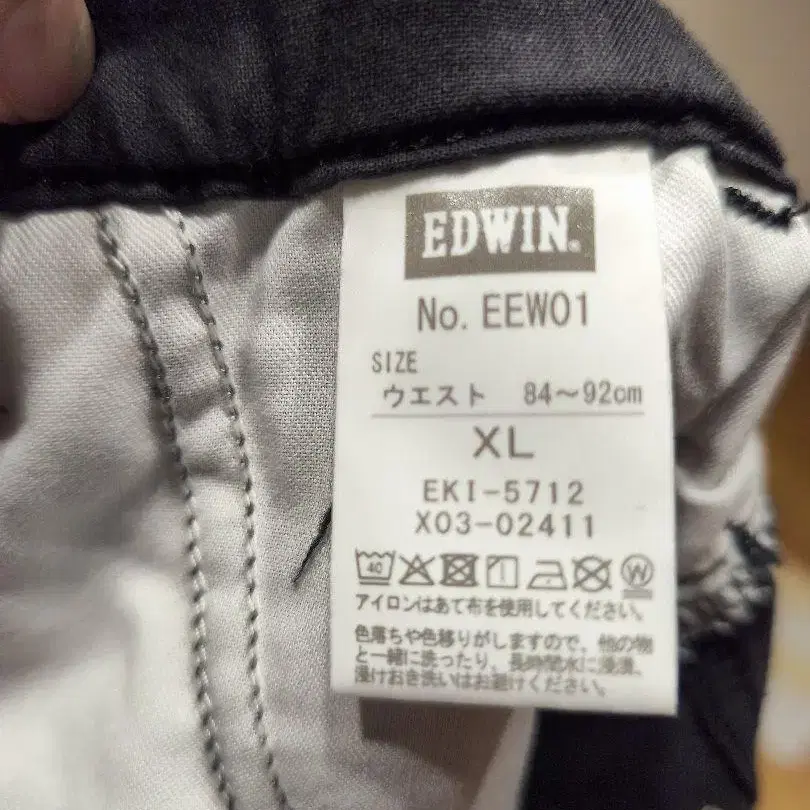 EDWIN
No. EEW01
SIZE
ウエスト 84〜92cm
XL
EKI-5712
X03-02411
40
W
アイロンはあて布を使用してください。
色落ちや色移りがしますので、他の物
と一緒に洗ったり、長時間水に浸漬、
浸けおき洗いはお避けください。